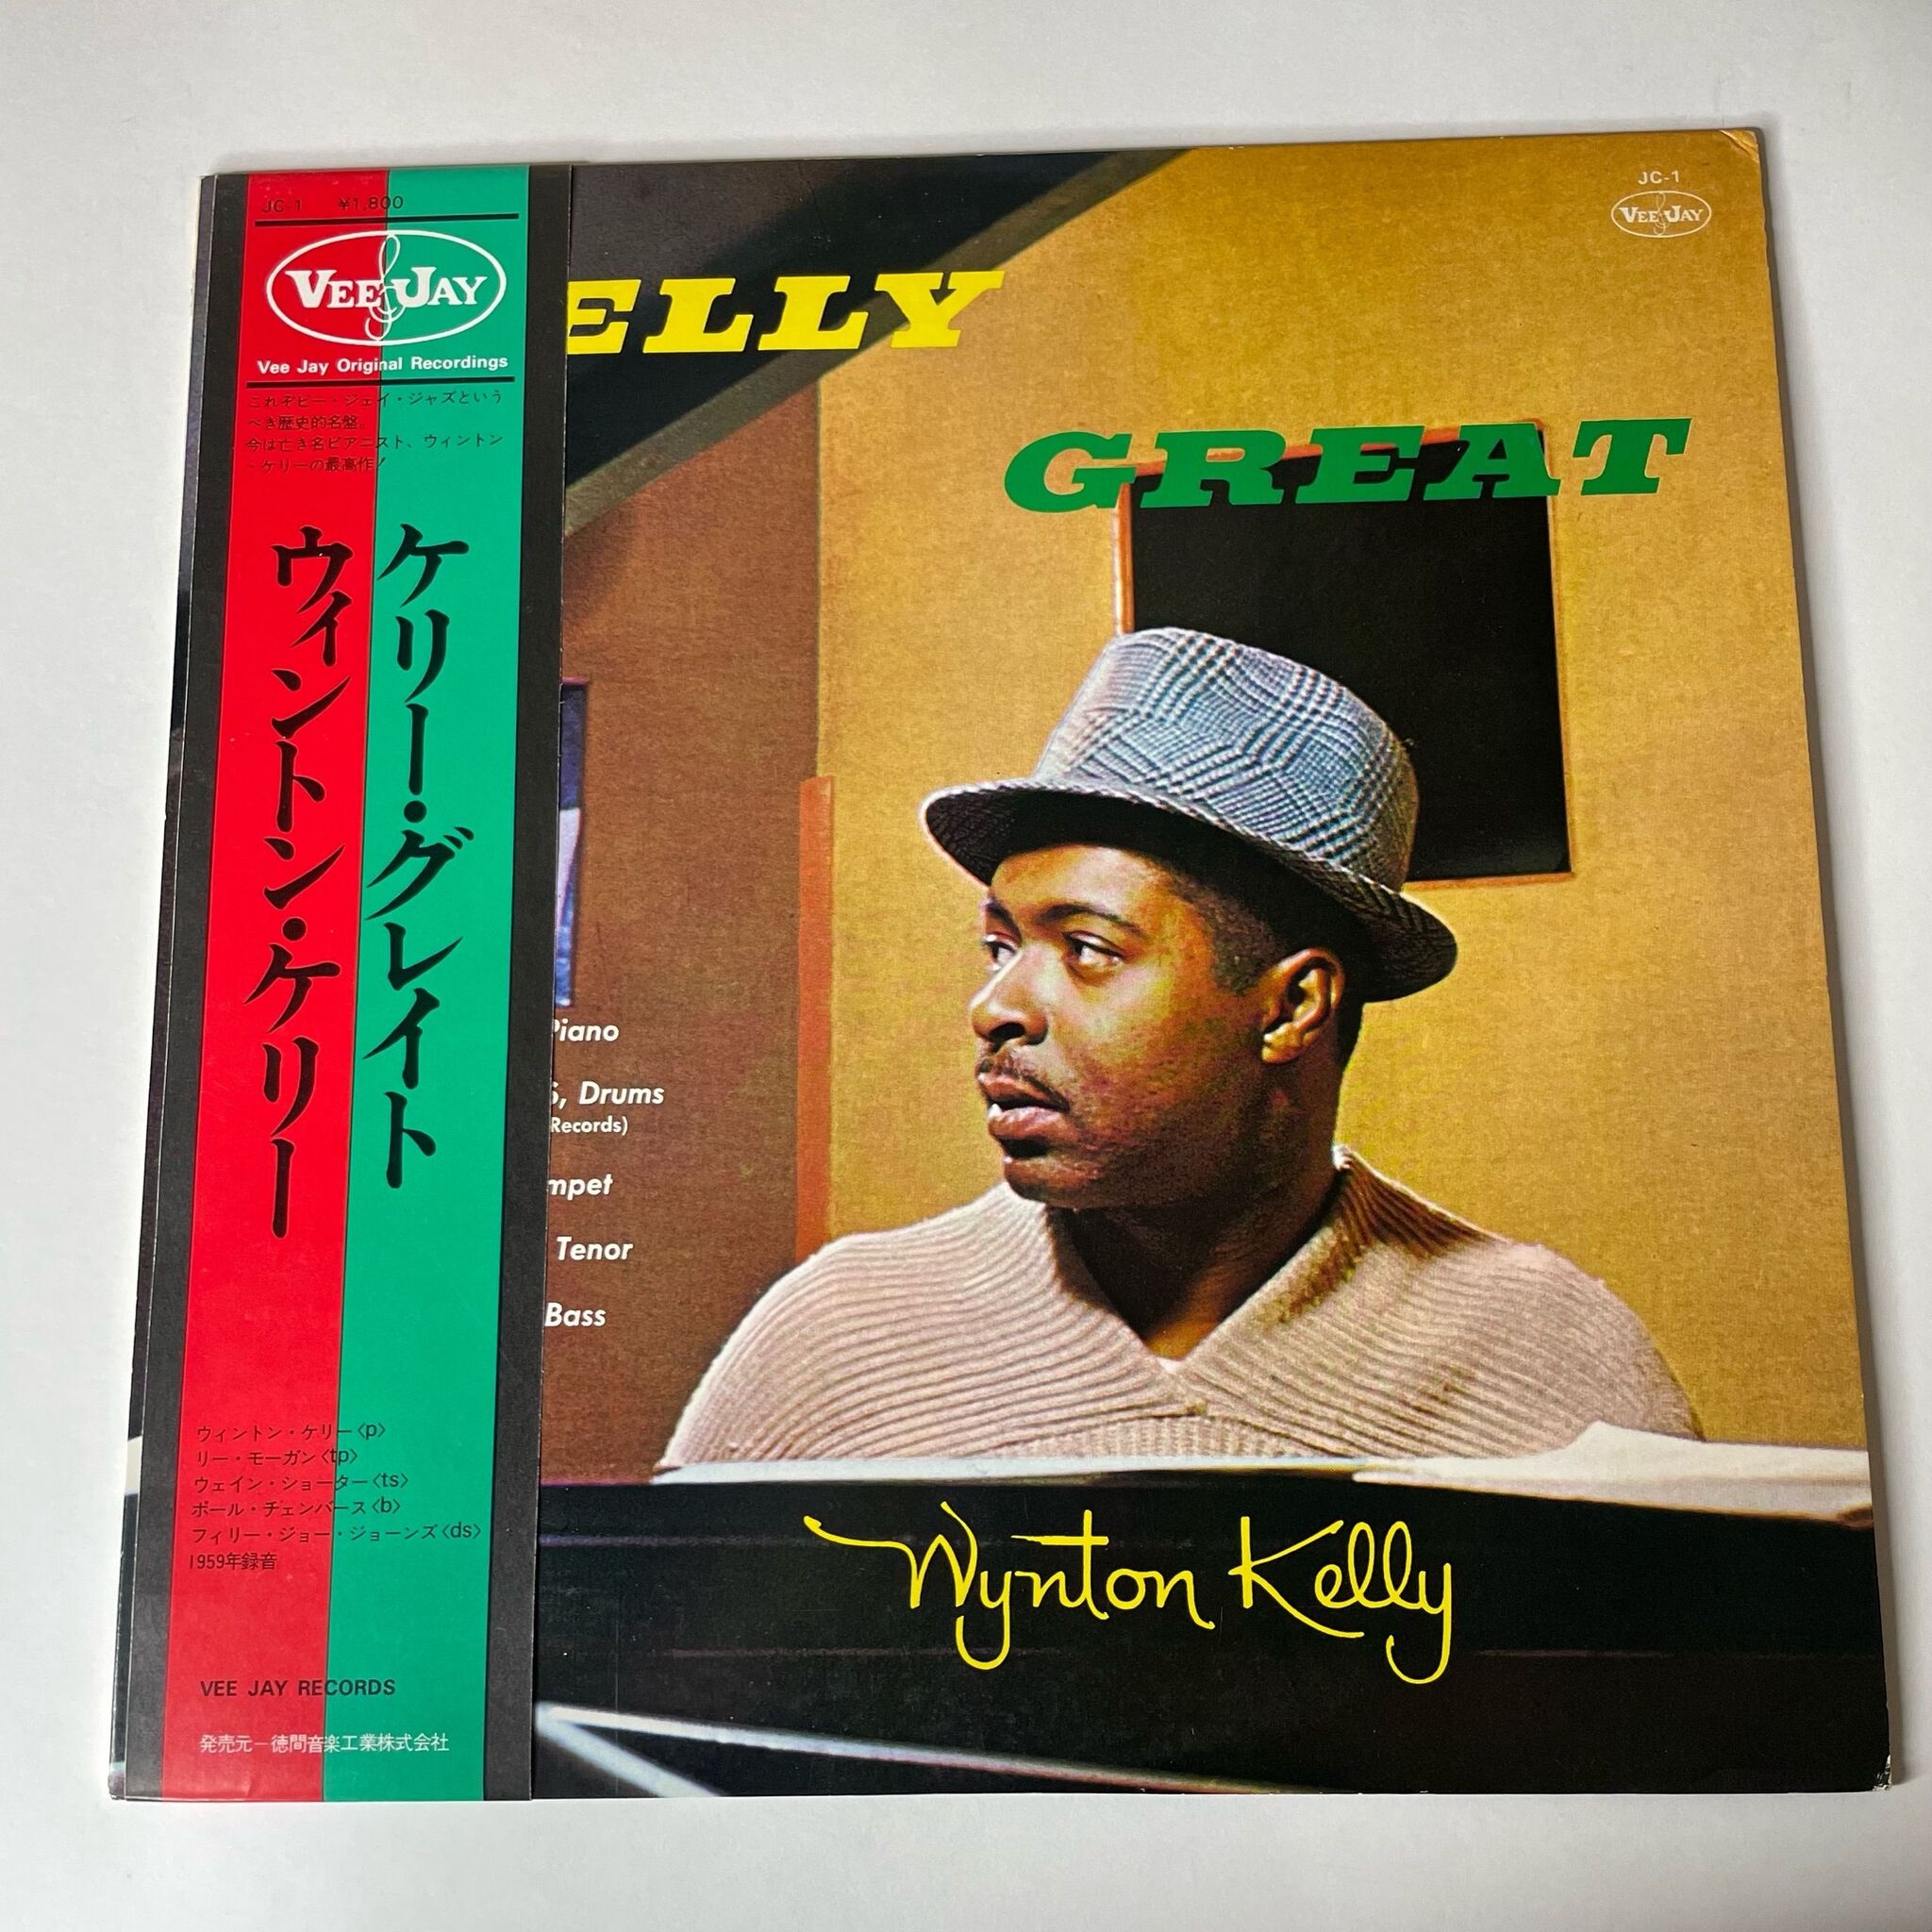 JC-1 ¥1,800
VEE JAY
Vee Jay Original Recordings
これぞビー・ジェイ・ジャズという
べき歴史的名盤。
今は亡き名ピアニスト、ウィントン
・ケリーの最高作!
ケリー・グレイト
ウィントン・ケリー
ウィントン・ケリー〈p〉
リー・モーガン〈tp〉
ウェイン・ショーター〈ts〉
ポール・チェンバース〈b〉
フィリー・ジョー・ジョーンズ〈ds〉
1959年録音
VEE JAY RECORDS
発売元—徳間音楽工業株式会社
JC-1
VEE JAY
ELLY
GREAT
Piano
S, Drums
Records)
mpet
Tenor
Bass
Wynton Kelly